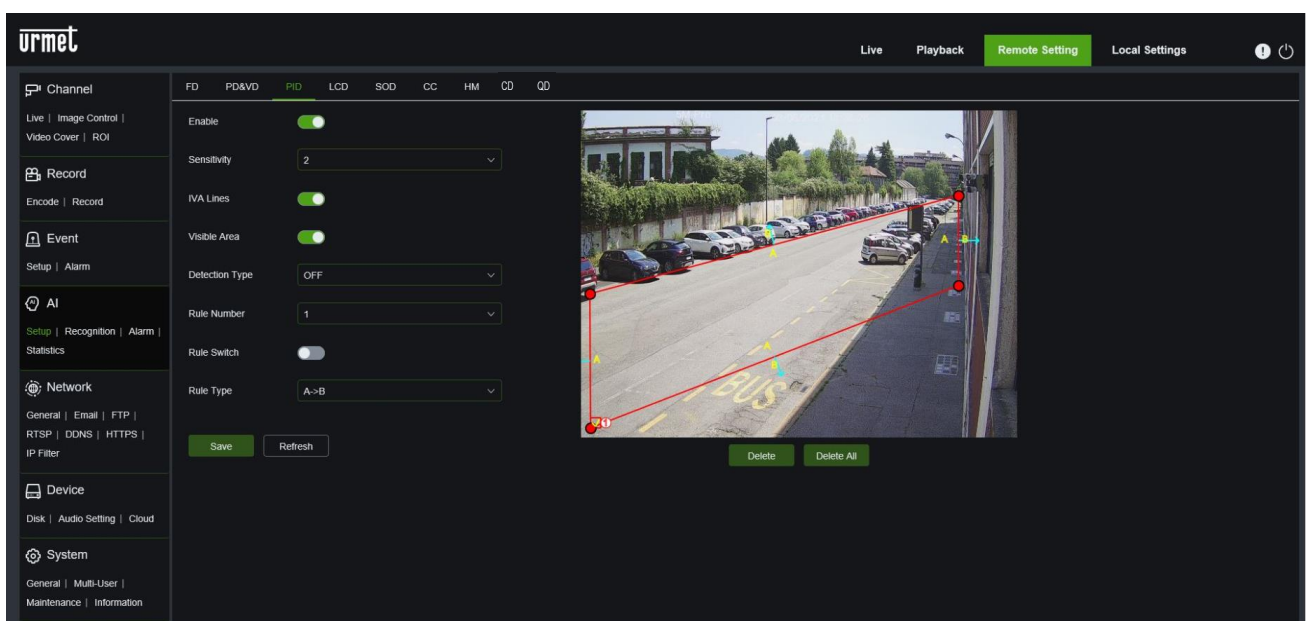 urmet
Live Playback Remote Setting Local Settings
Channel
Live | Image Control |
Video Cover | ROI
Record
Encode | Record
Event
Setup | Alarm
AI
Setup | Recognition | Alarm |
Statistics
Network
General | Email | FTP |
RTSP | DDNS | HTTPS |
IP Filter
Device
Disk | Audio Setting | Cloud
System
General | Multi-User |
Maintenance | Information
FD PD&VD PID LCD SOD CC HM CD QD
Enable
Sensitivity 2
IVA Lines
Visible Area
Detection Type OFF
Rule Number 1
Rule Switch
Rule Type A->B
Save Refresh
A
A B
A
A
B
BUS
1
Delete Delete All